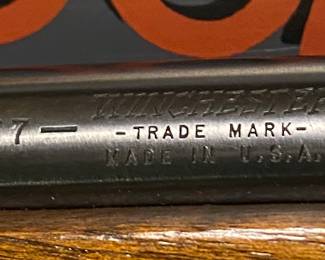 WINCHESTER
7 — -TRADE MARK-
MADE IN U.S.A.